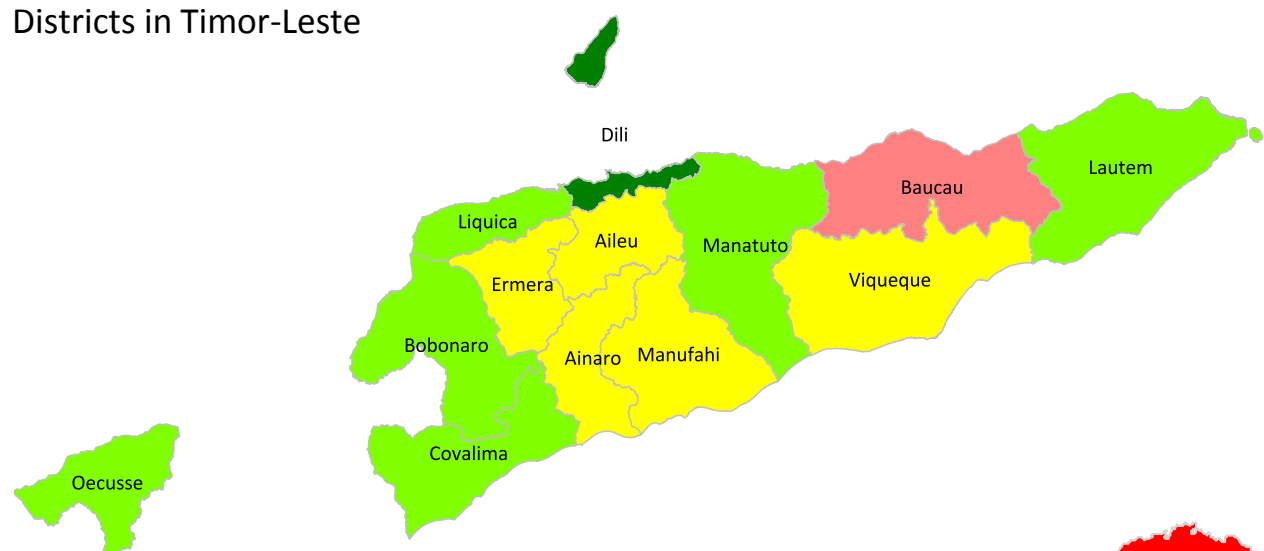 Districts in Timor-Leste
Dili
Lautem
Baucau
Liquica
Aileu
Manatuto
Viqueque
Ermera
Bobonaro
Ainaro
Manufahi
Covalima
Oecusse